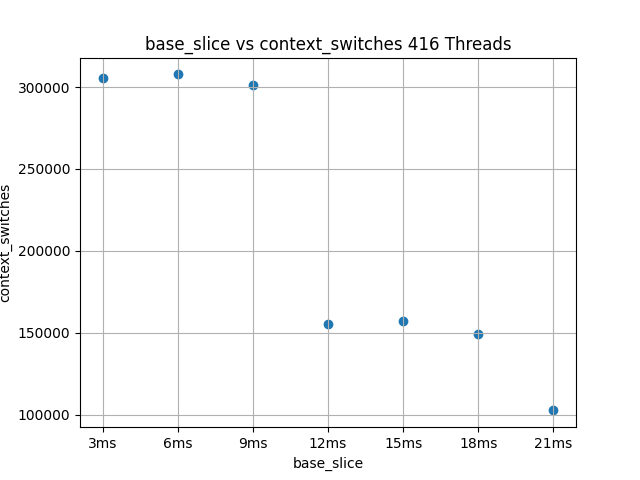 base_slice vs context_switches 416 Threads
context_switches
300000
250000
200000
150000
100000
3ms 6ms 9ms 12ms 15ms 18ms 21ms
base_slice